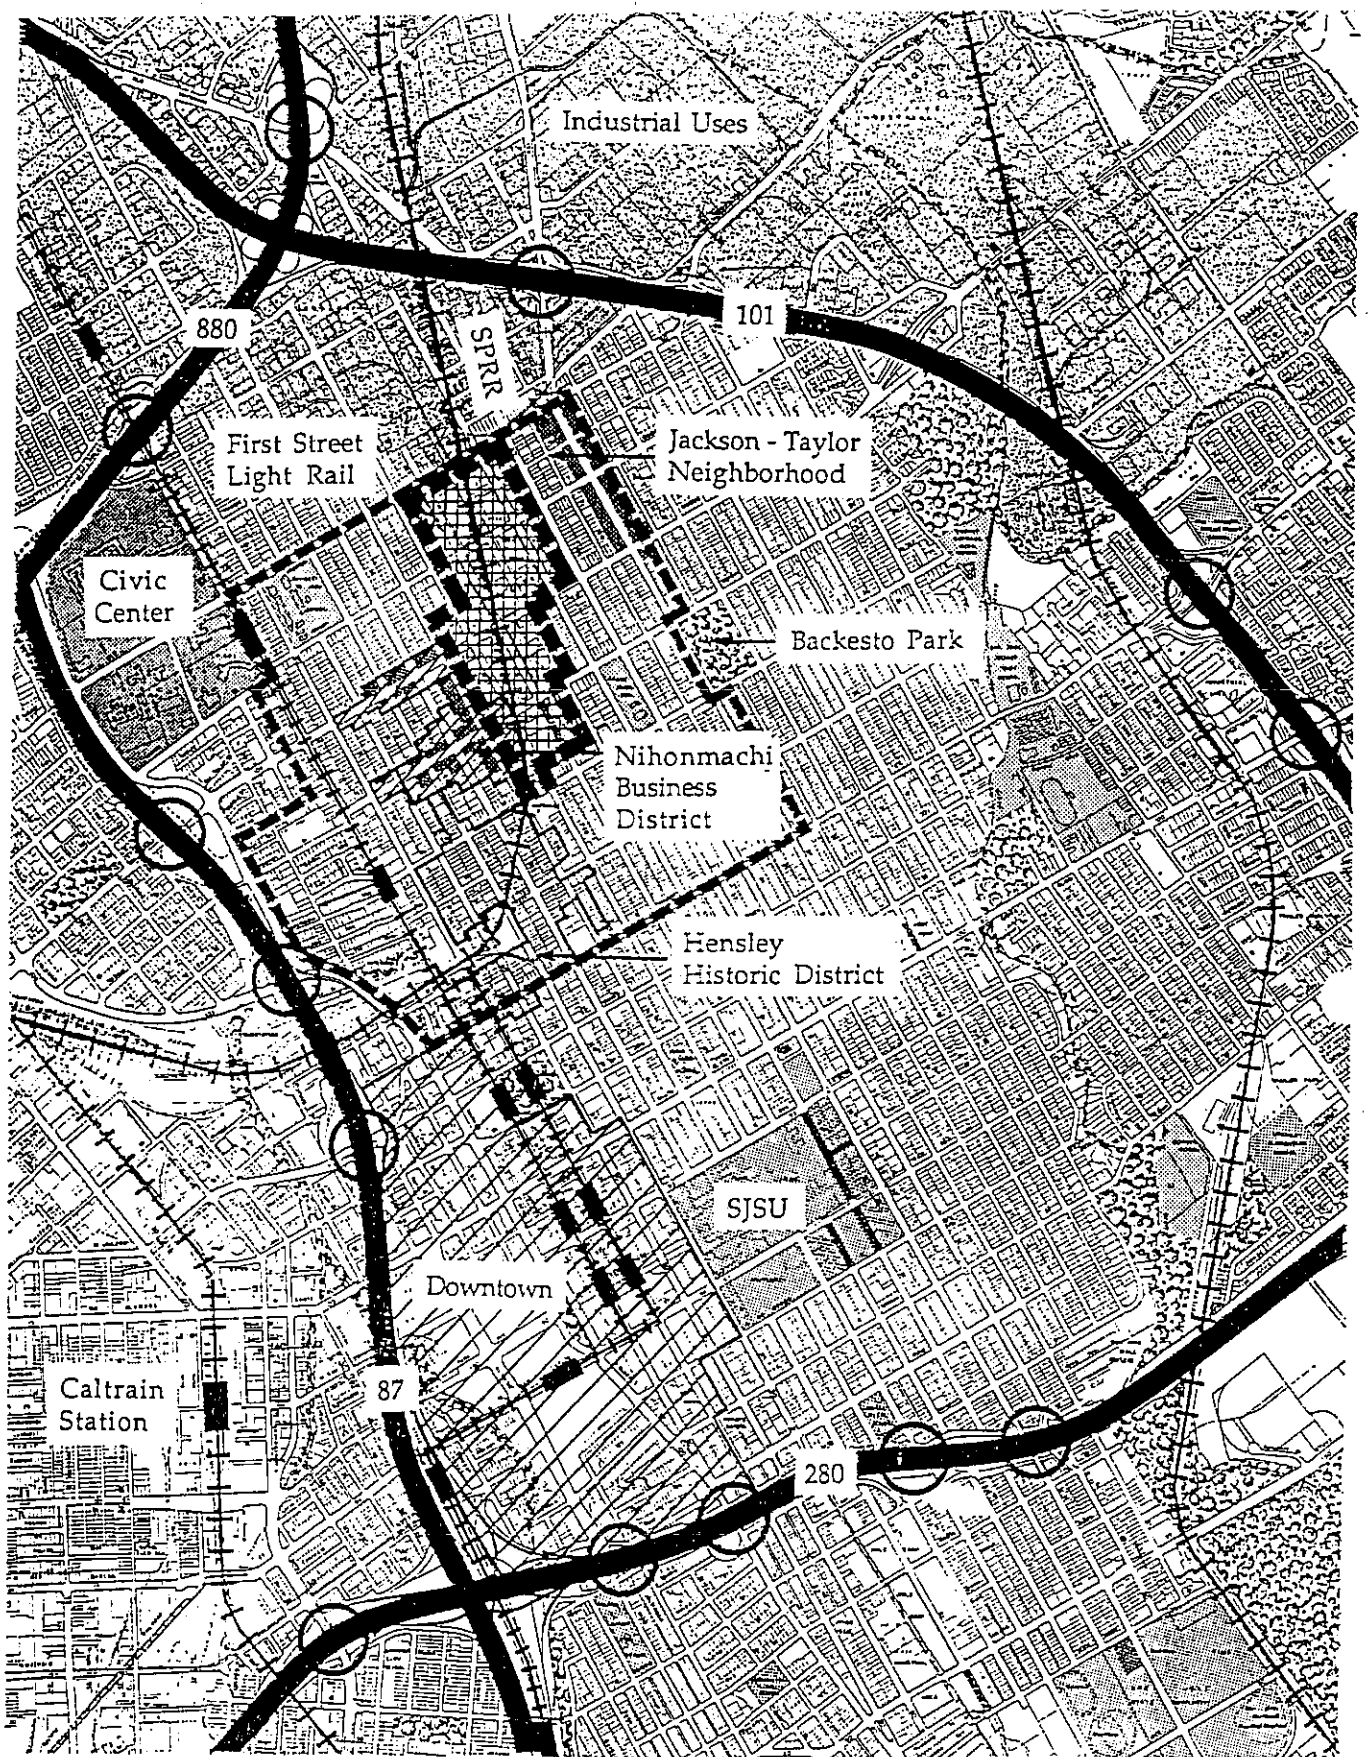 Industrial Uses
880
101
SPRR
First Street
Light Rail
Jackson - Taylor
Neighborhood
Civic
Center
Backesto Park
Nihonmachi
Business
District
Hensley
Historic District
SJSU
Downtown
Caltrain
Station
87
280